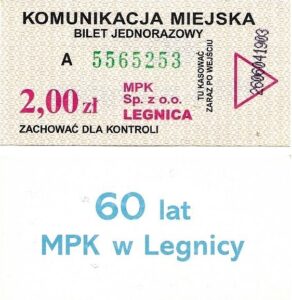 KOMUNIKACJA MIEJSKA
BILET JEDNORAZOWY
A 5565253
2,00 zł
MPK
Sp. z o.o.
LEGNICA
ZACHOWAĆ DLA KONTROLI
TU KASOWAĆ
ZARAZ PO WEJŚCIU
2606041903
60 lat
MPK w Legnicy